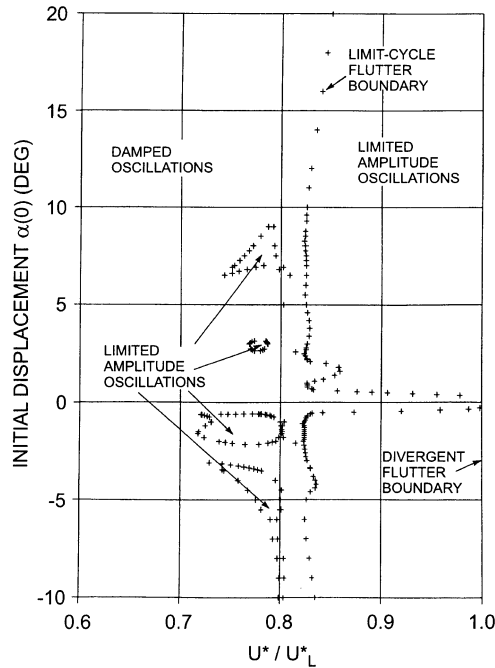 20
15
10
5
0
-5
-10
INITIAL DISPLACEMENT α(0) (DEG)
LIMIT-CYCLE
FLUTTER
BOUNDARY
DAMPED
OSCILLATIONS
LIMITED
AMPLITUDE
OSCILLATIONS
LIMITED
AMPLITUDE
OSCILLATIONS
DIVERGENT
FLUTTER
BOUNDARY
0.6 0.7 0.8 0.9 1.0
U* / U*L